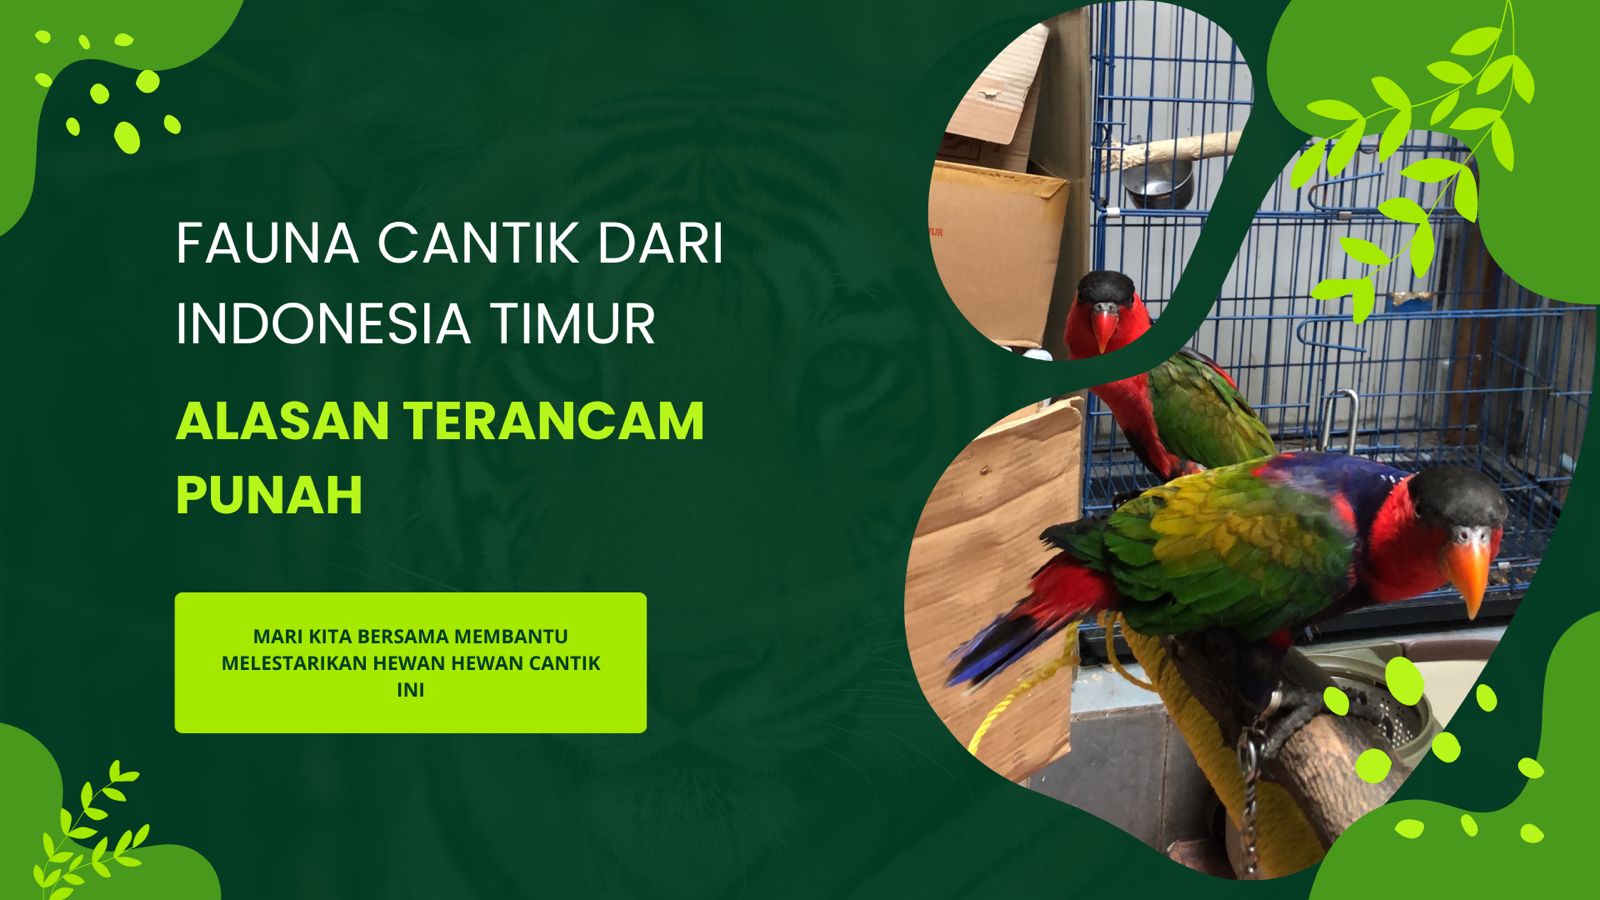 FAUNA CANTIK DARI
INDONESIA TIMUR
ALASAN TERANCAM
PUNAH
MARI KITA BERSAMA MEMBANTU
MELESTARIKAN HEWAN HEWAN CANTIK
INI